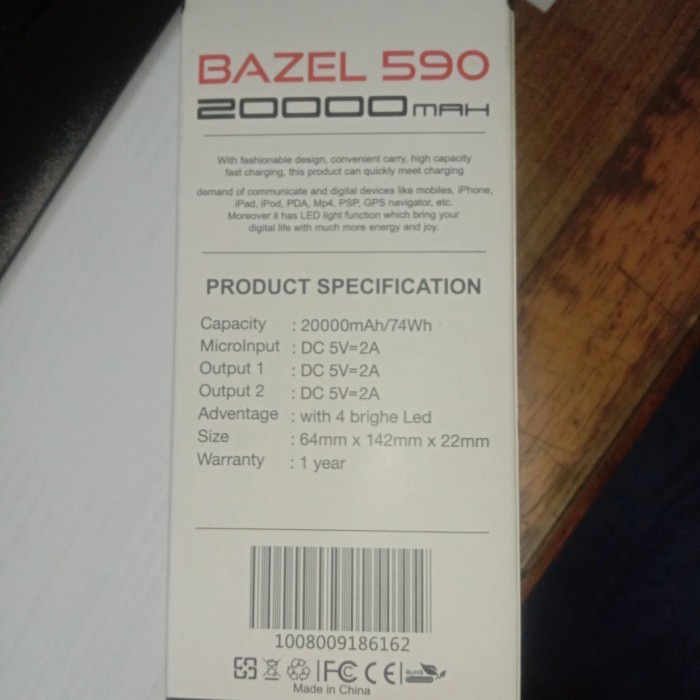 BAZEL 590
20000mAH
With fashionable design, convenient carry, high capacity
fast charging, this product can quickly meet charging
demand of communicate and digital devices like mobiles, iPhone,
iPad, iPod, PDA, Mp4, PSP, GPS navigator, etc.
Moreover it has LED light function which bring your
digital life with much more energy and joy.
PRODUCT SPECIFICATION
Capacity : 20000mAh/74Wh
MicroInput : DC 5V=2A
Output 1 : DC 5V=2A
Output 2 : DC 5V=2A
Adventage : with 4 brighe Led
Size : 64mm x 142mm x 22mm
Warranty : 1 year
1008009186162
FC CE RoHS
Made in China